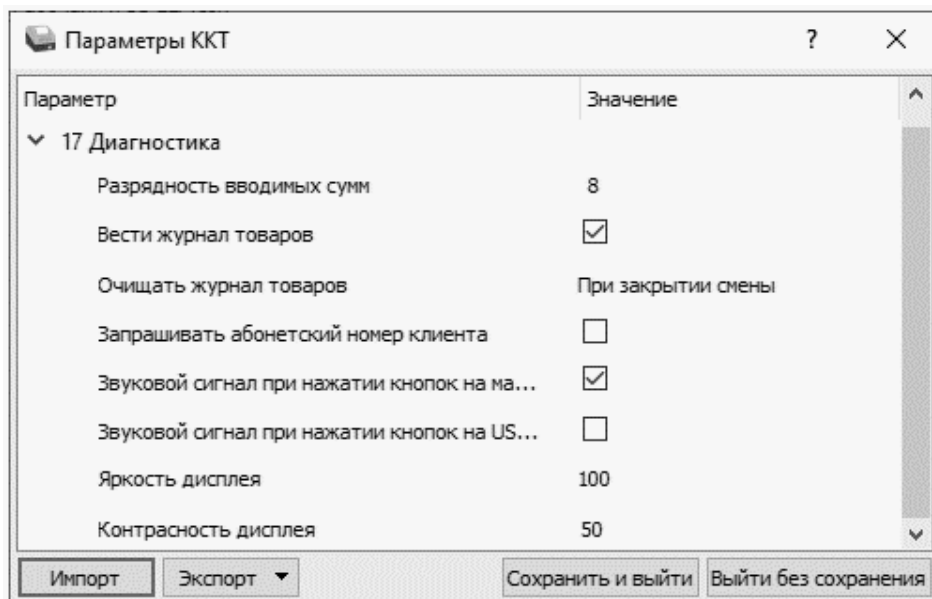 Параметры ККТ ?
Параметр Значение
17 Диагностика
Разрядность вводимых сумм 8
Вести журнал товаров
Очищать журнал товаров При закрытии смены
Запрашивать абонетский номер клиента
Звуковой сигнал при нажатии кнопок на ма...
Звуковой сигнал при нажатии кнопок на US...
Яркость дисплея 100
Контрасность дисплея 50
Импорт Экспорт Сохранить и выйти Выйти без сохранения